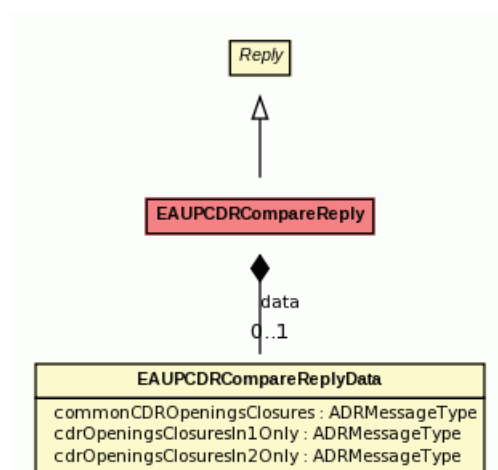 Reply
EAUPCDRCompareReply
data
0..1
EAUPCDRCompareReplyData
commonCDROpeningsClosures : ADRMessageType
cdrOpeningsClosuresIn1Only : ADRMessageType
cdrOpeningsClosuresIn2Only : ADRMessageType